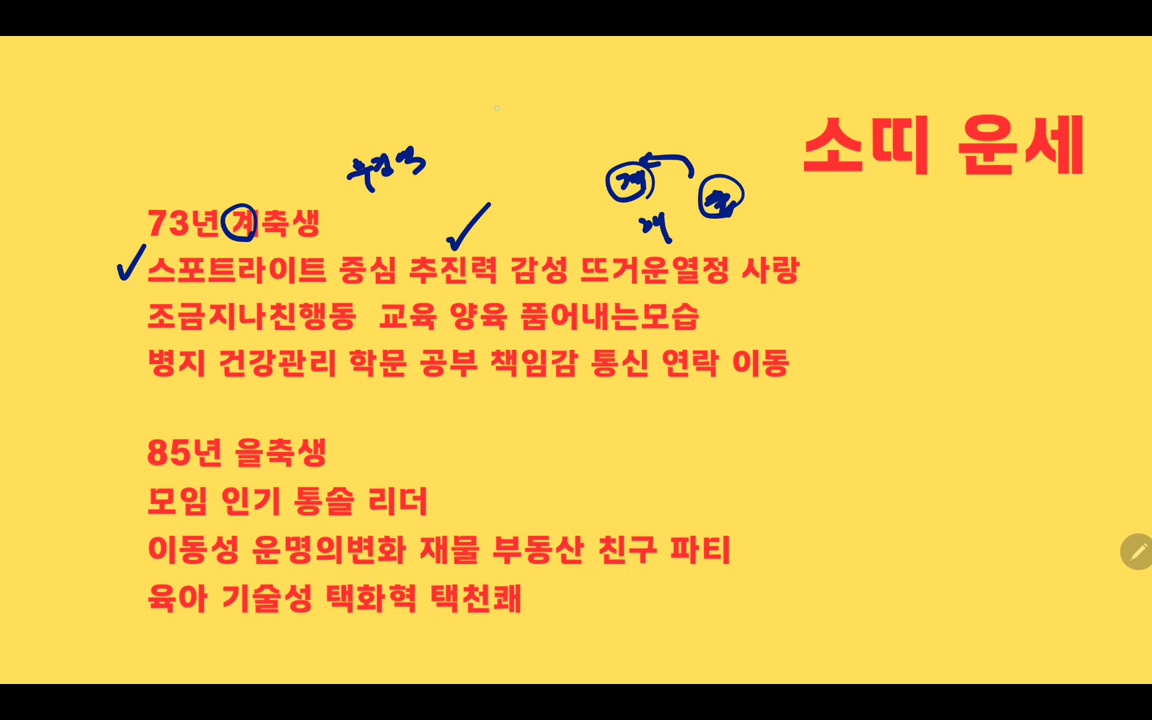 소띠 운세
추진력
73년 계축생
스포트라이트 중심 추진력 감성 뜨거운열정 사랑
조금지나친행동 교육 양육 품어내는모습
병지 건강관리 학문 공부 책임감 통신 연락 이동
85년 을축생
모임 인기 통솔 리더
이동성 운명의변화 재물 부동산 친구 파티
육아 기술성 택화혁 택천쾌